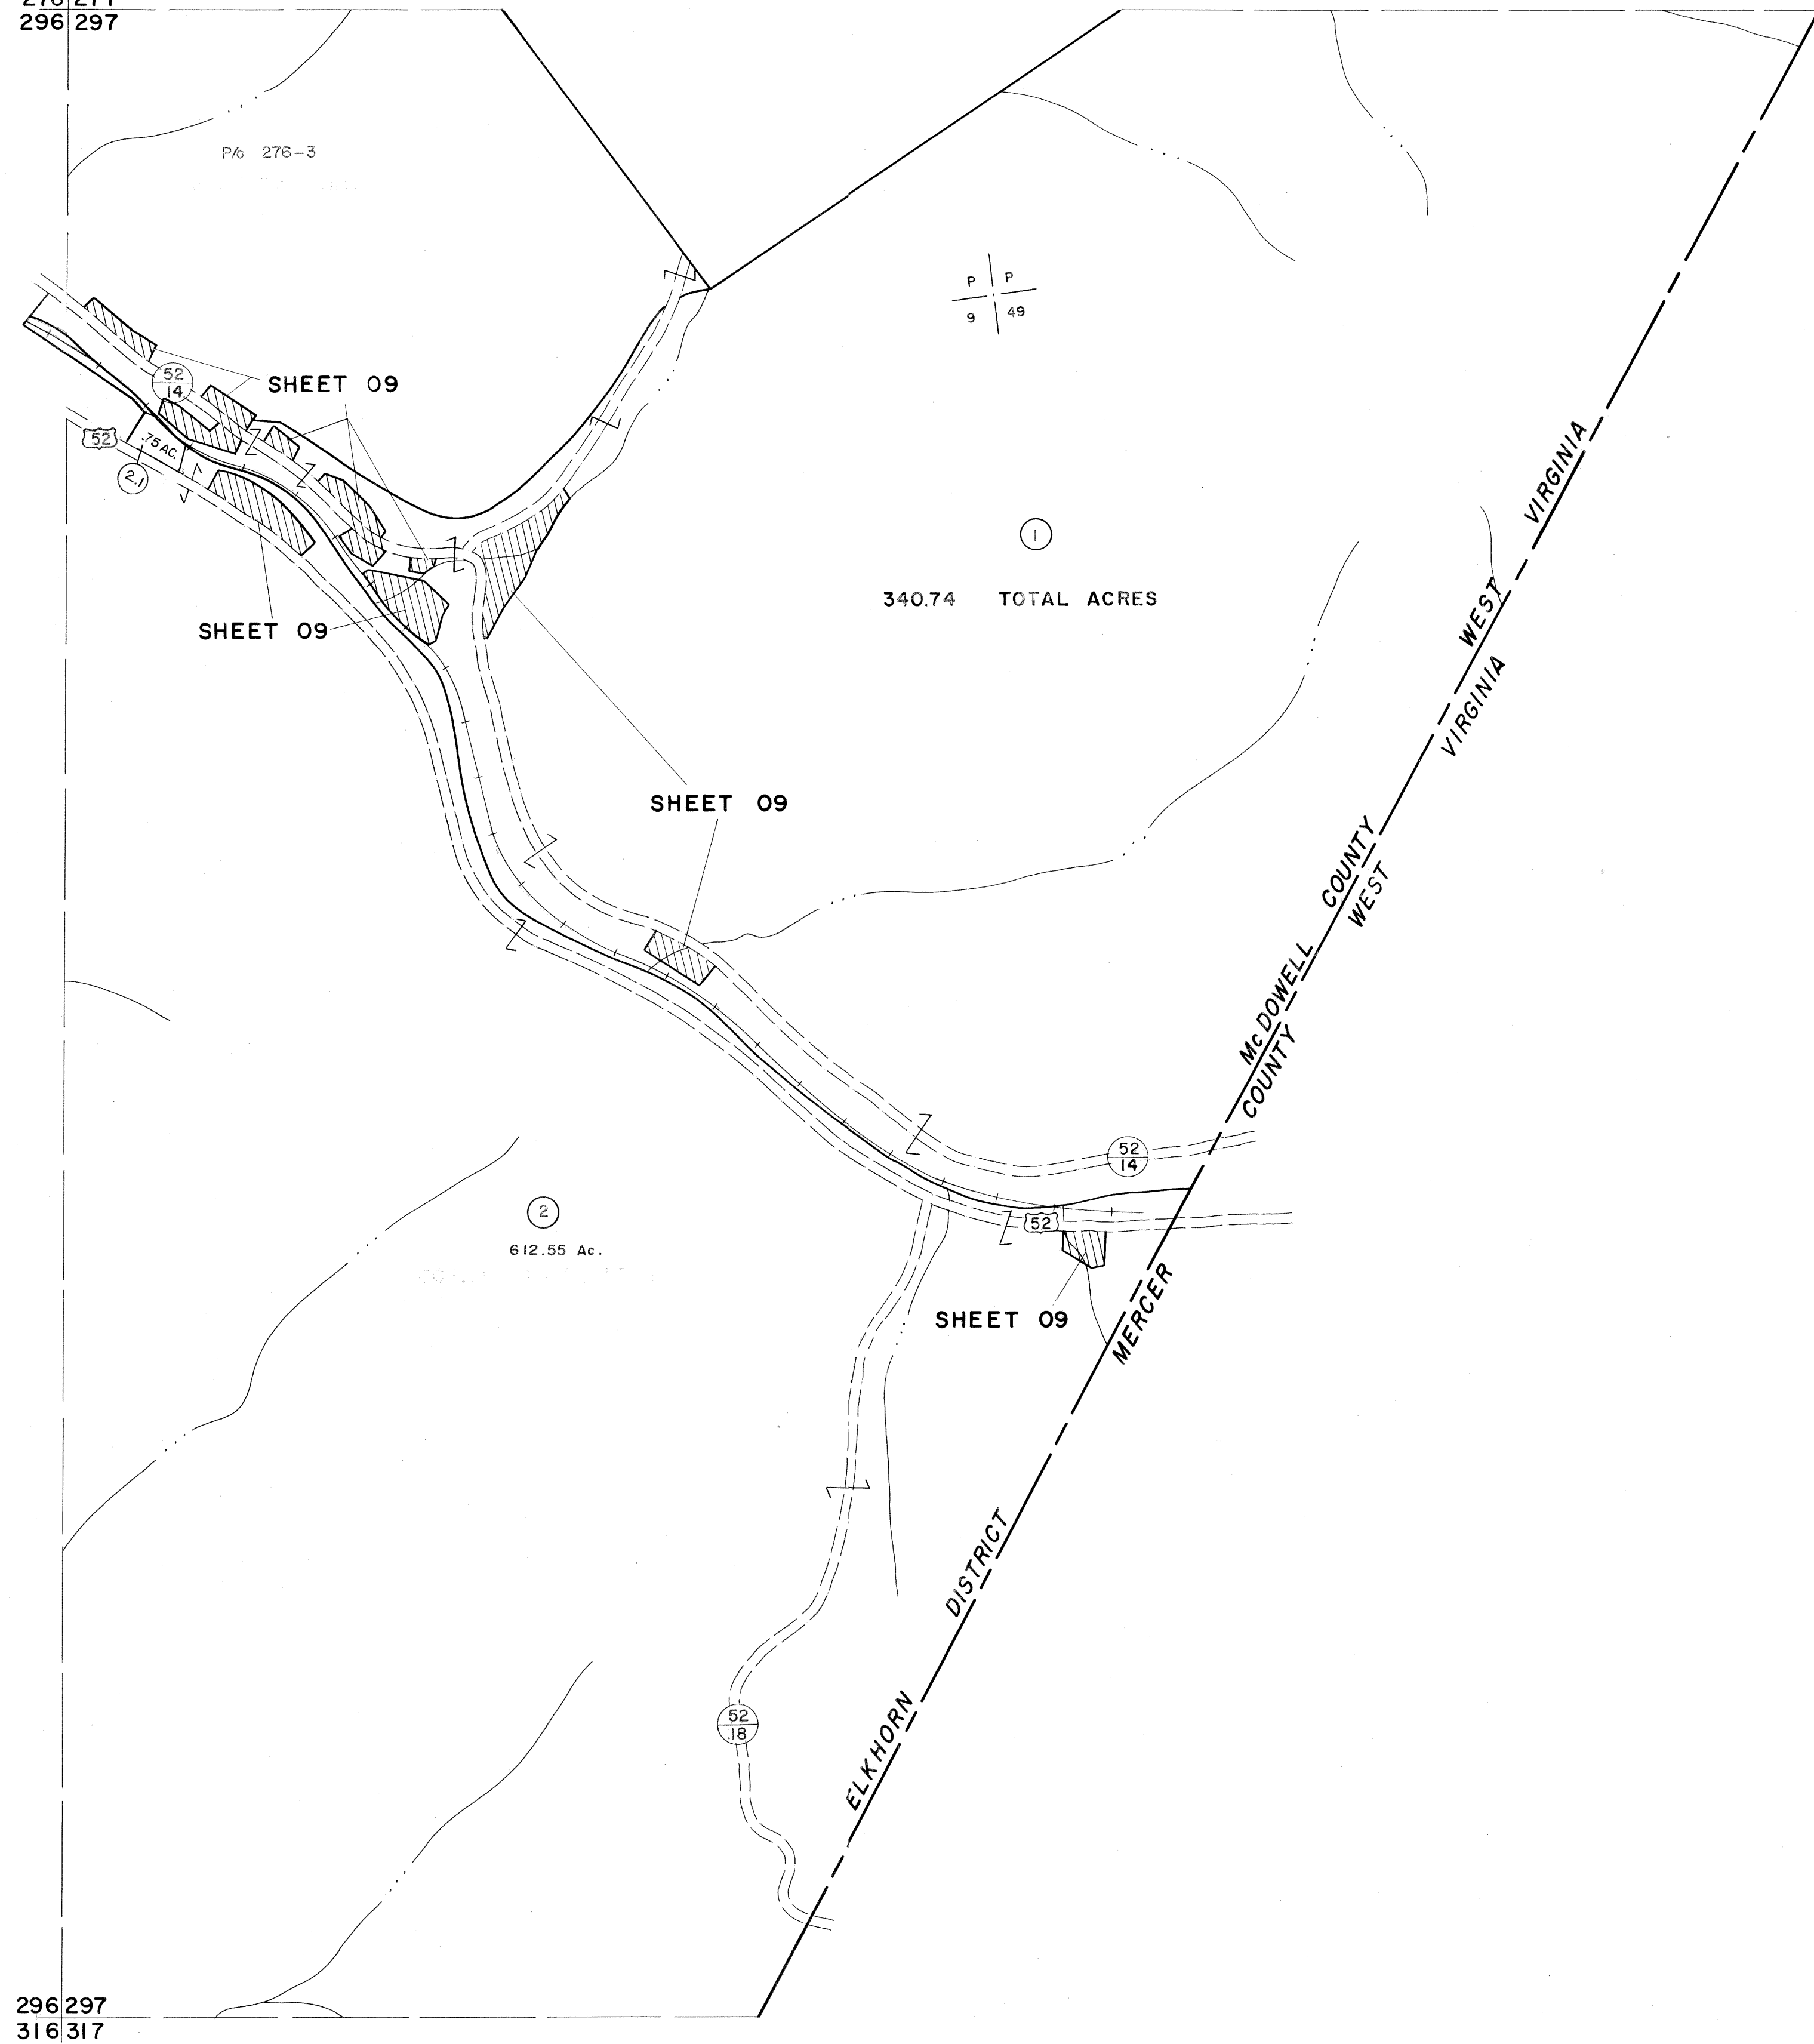 276 277
296 297
P/o 276-3
P P
9 49
52
14
SHEET 09
52
.75 AC.
2.1
1
340.74 TOTAL ACRES
SHEET 09
WEST VIRGINIA
WEST VIRGINIA
SHEET 09
McDOWELL COUNTY
MERCER COUNTY
52
14
2
612.55 Ac.
52
SHEET 09
ELKHORN DISTRICT
52
18
296 297
316 317